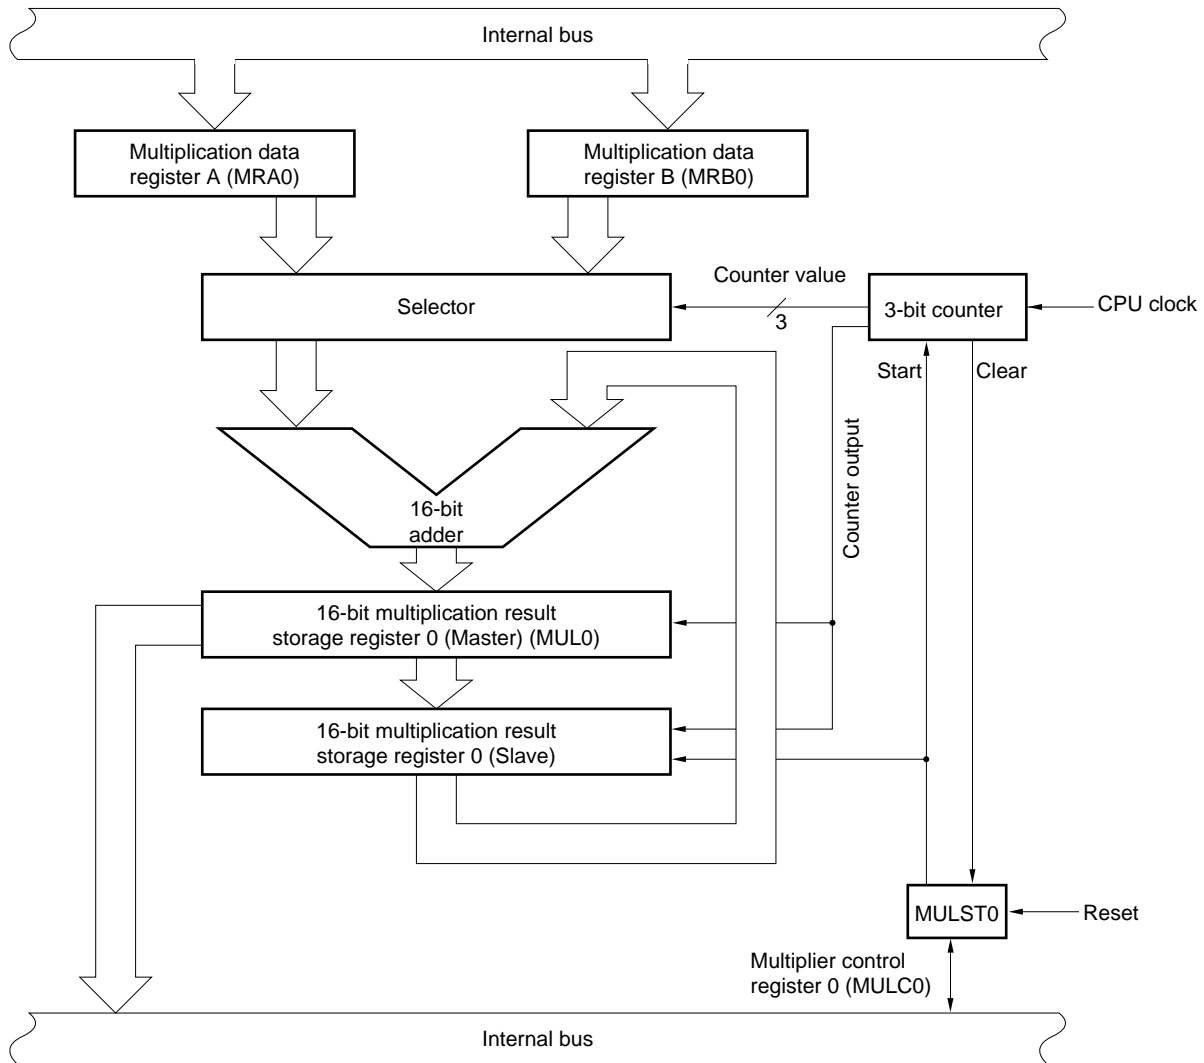 Internal bus
Multiplication data
register A (MRA0)
Multiplication data
register B (MRB0)
Selector
Counter value
3
3-bit counter
CPU clock
Start
Clear
Counter output
16-bit
adder
16-bit multiplication result
storage register 0 (Master) (MUL0)
16-bit multiplication result
storage register 0 (Slave)
MULST0
Reset
Multiplier control
register 0 (MULC0)
Internal bus